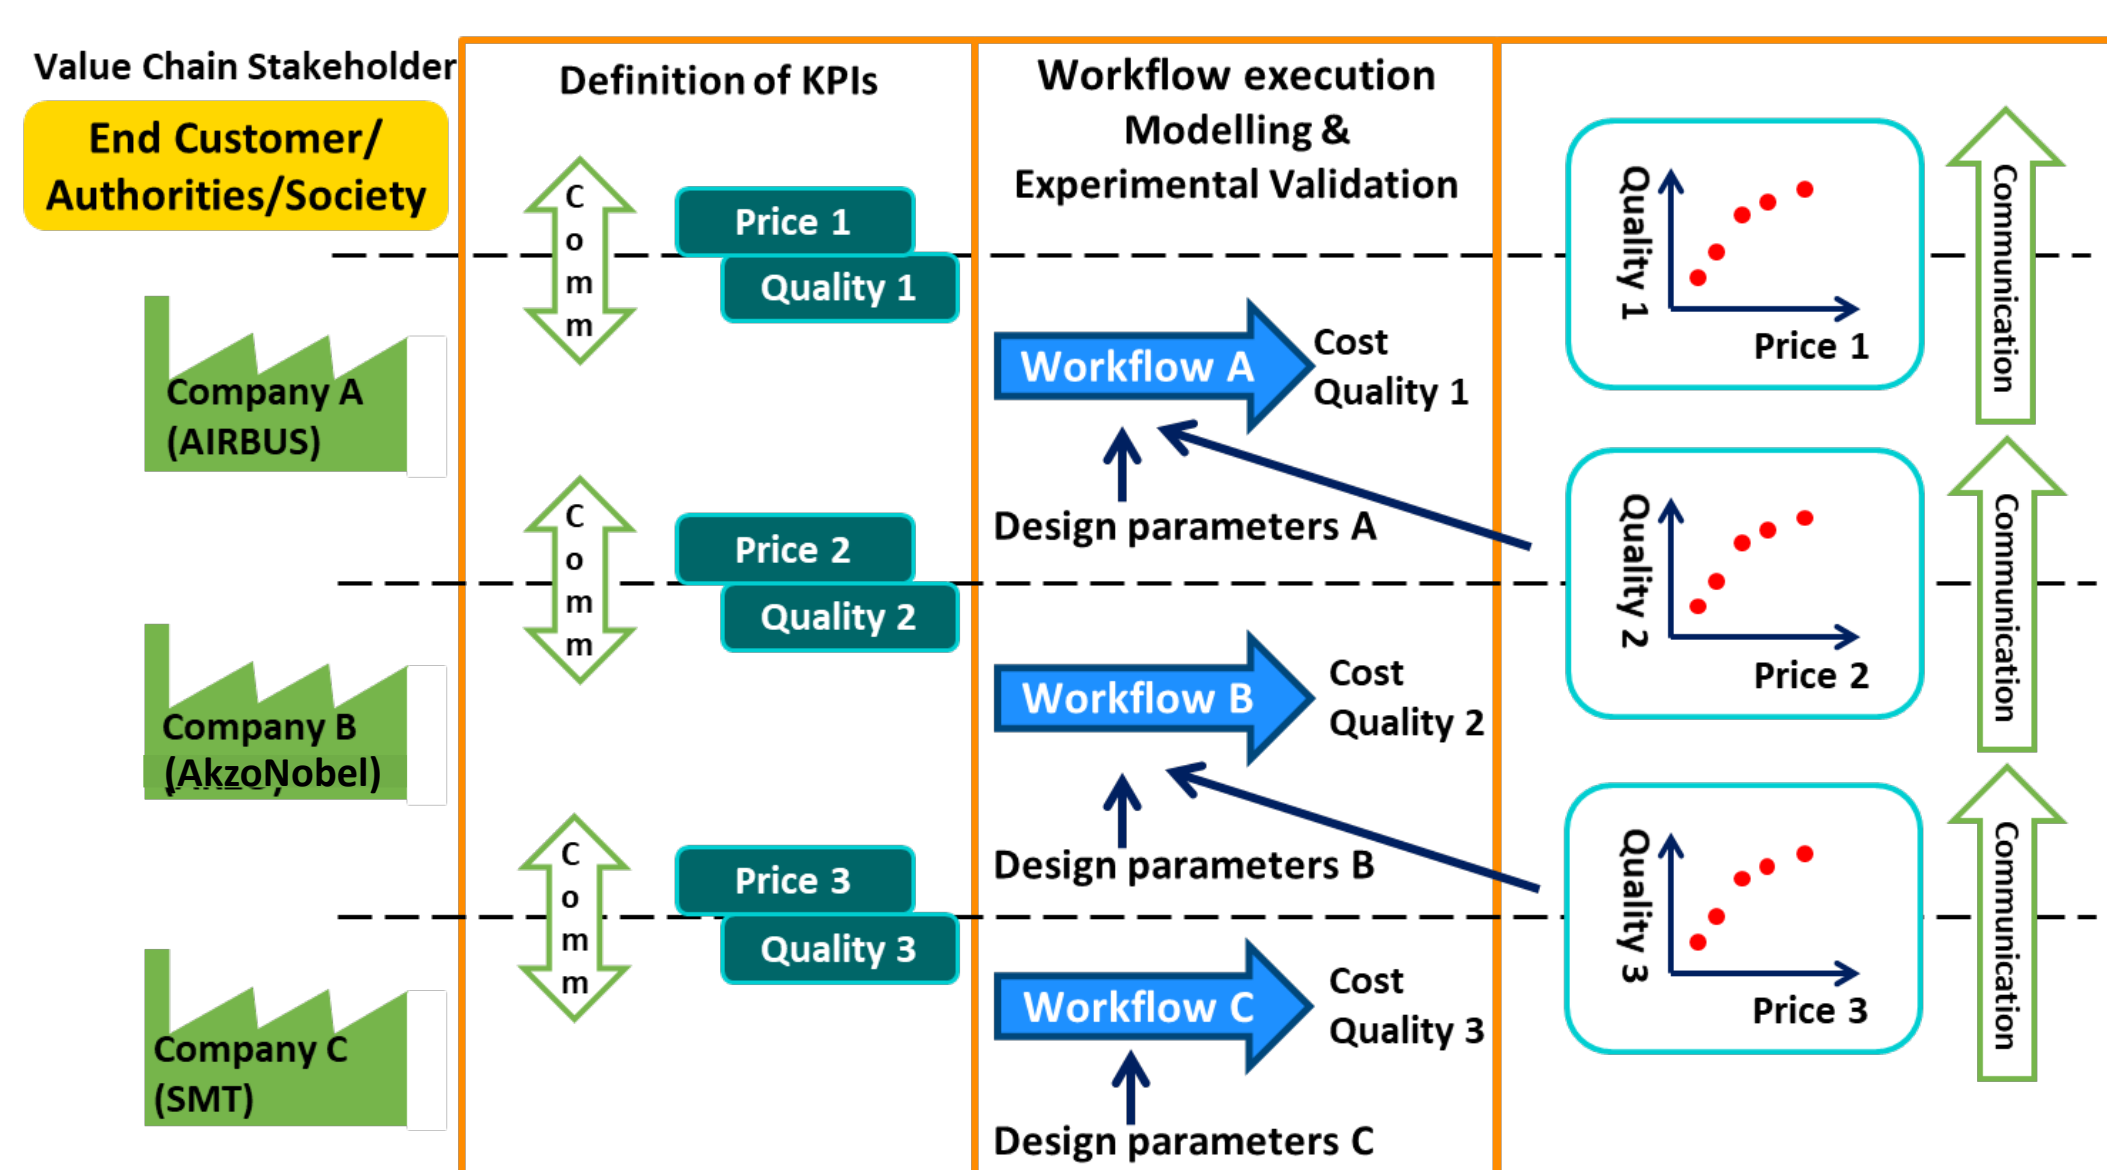 Value Chain Stakeholder
End Customer/
Authorities/Society
Definition of KPIs
Workflow execution
Modelling &
Experimental Validation
Comm
Price 1
Quality 1
Company A
(AIRBUS)
Workflow A
Cost
Quality 1
Design parameters A
Quality 1
Price 1
Communication
Comm
Price 2
Quality 2
Company B
(AkzoNobel)
Workflow B
Cost
Quality 2
Design parameters B
Quality 2
Price 2
Communication
Comm
Price 3
Quality 3
Company C
(SMT)
Workflow C
Cost
Quality 3
Design parameters C
Quality 3
Price 3
Communication